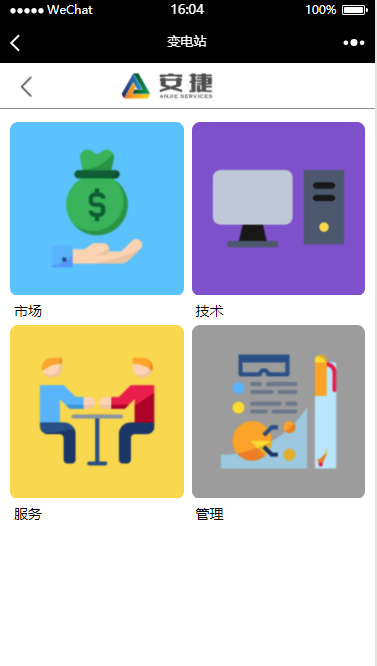 ●●●●● WeChat 16:04 100%
变电站
安捷
ANJIE SERVICES
$
市场
技术
服务
管理